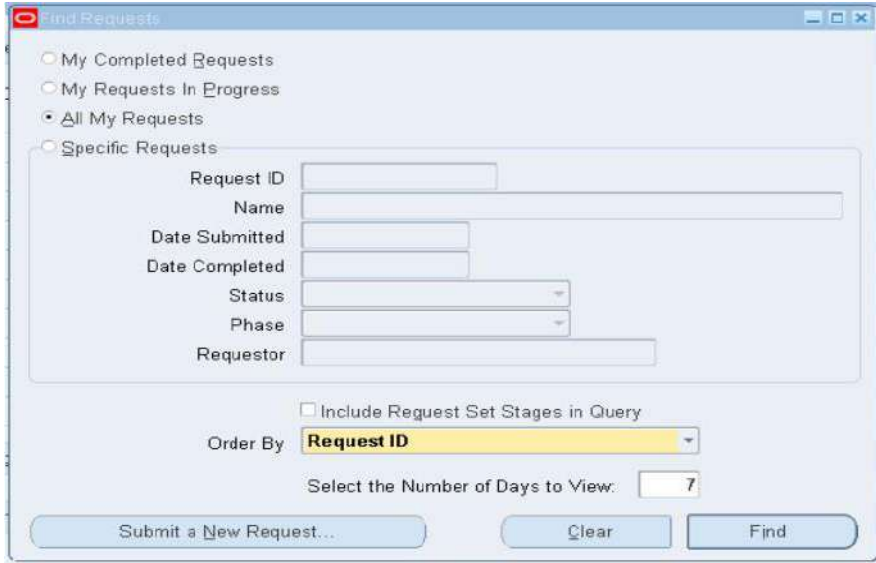 Find Requests
My Completed Requests
My Requests In Progress
All My Requests
Specific Requests
Request ID
Name
Date Submitted
Date Completed
Status
Phase
Requestor
Include Request Set Stages in Query
Order By Request ID
Select the Number of Days to View: 7
Submit a New Request... Clear Find